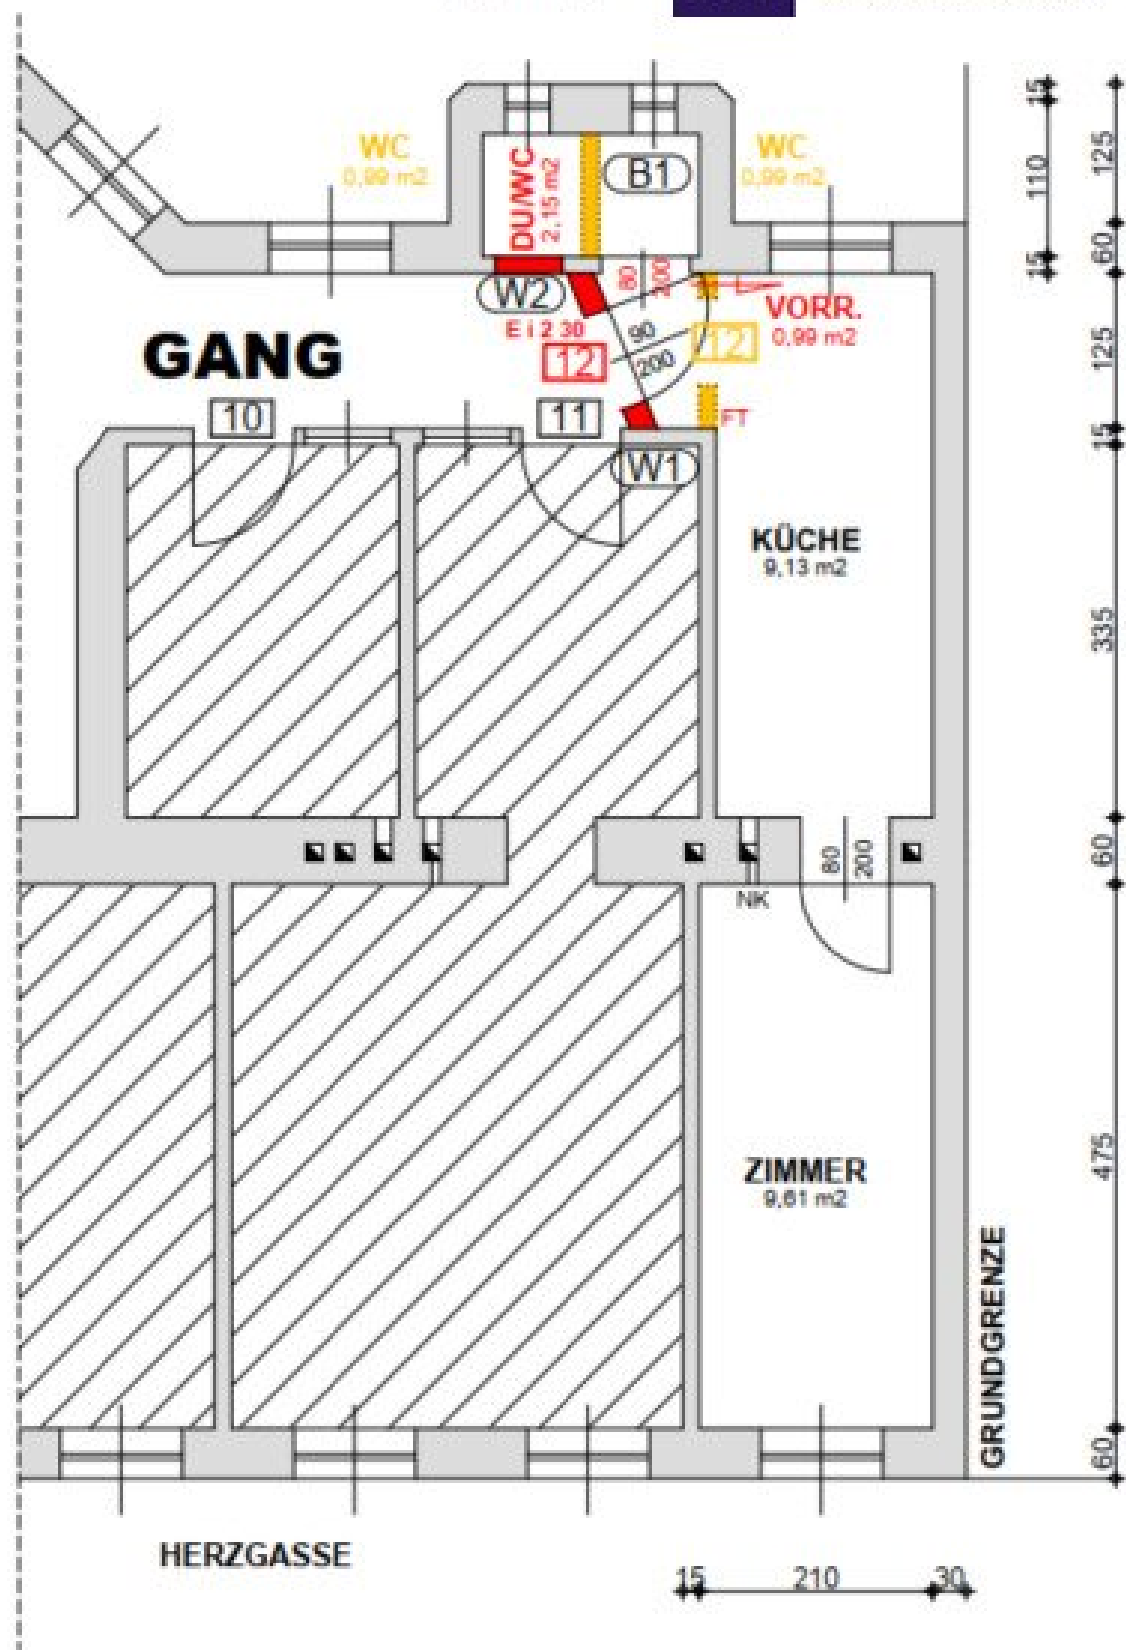 WC
0,99 m2
DU/WC
2,15 m2
B1
WC
0,99 m2
15
110
15
125
60
W2
80
200
E i 2 30
12
90
200
12
VORR.
0,99 m2
GANG
10
11
FT
W1
125
15
KÜCHE
9,13 m2
335
80
200
60
NK
ZIMMER
9,61 m2
475
GRUNDGRENZE
60
HERZGASSE
15
210
30